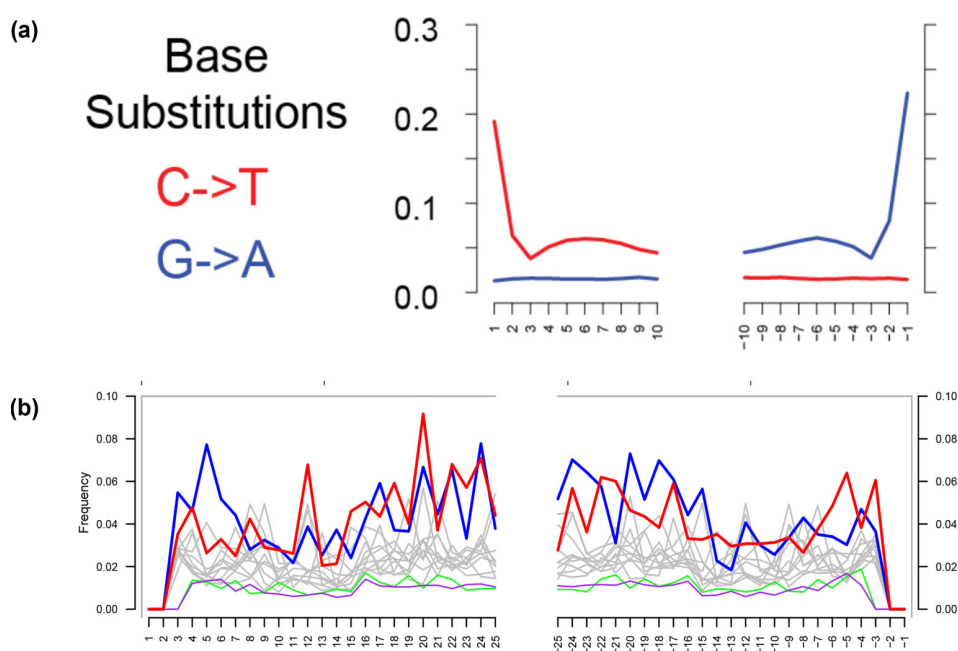 (a)
Base
Substitutions
C->T
G->A
0.3
0.2
0.1
0.0
1 2 3 4 5 6 7 8 9 10
-10 -9 -8 -7 -6 -5 -4 -3 -2 -1
(b)
Frequency
0.10
0.08
0.06
0.04
0.02
0.00
1 2 3 4 5 6 7 8 9 10 11 12 13 14 15 16 17 18 19 20 21 22 23 24 25
-25 -24 -23 -22 -21 -20 -19 -18 -17 -16 -15 -14 -13 -12 -11 -10 -9 -8 -7 -6 -5 -4 -3 -2 -1
0.10
0.08
0.06
0.04
0.02
0.00